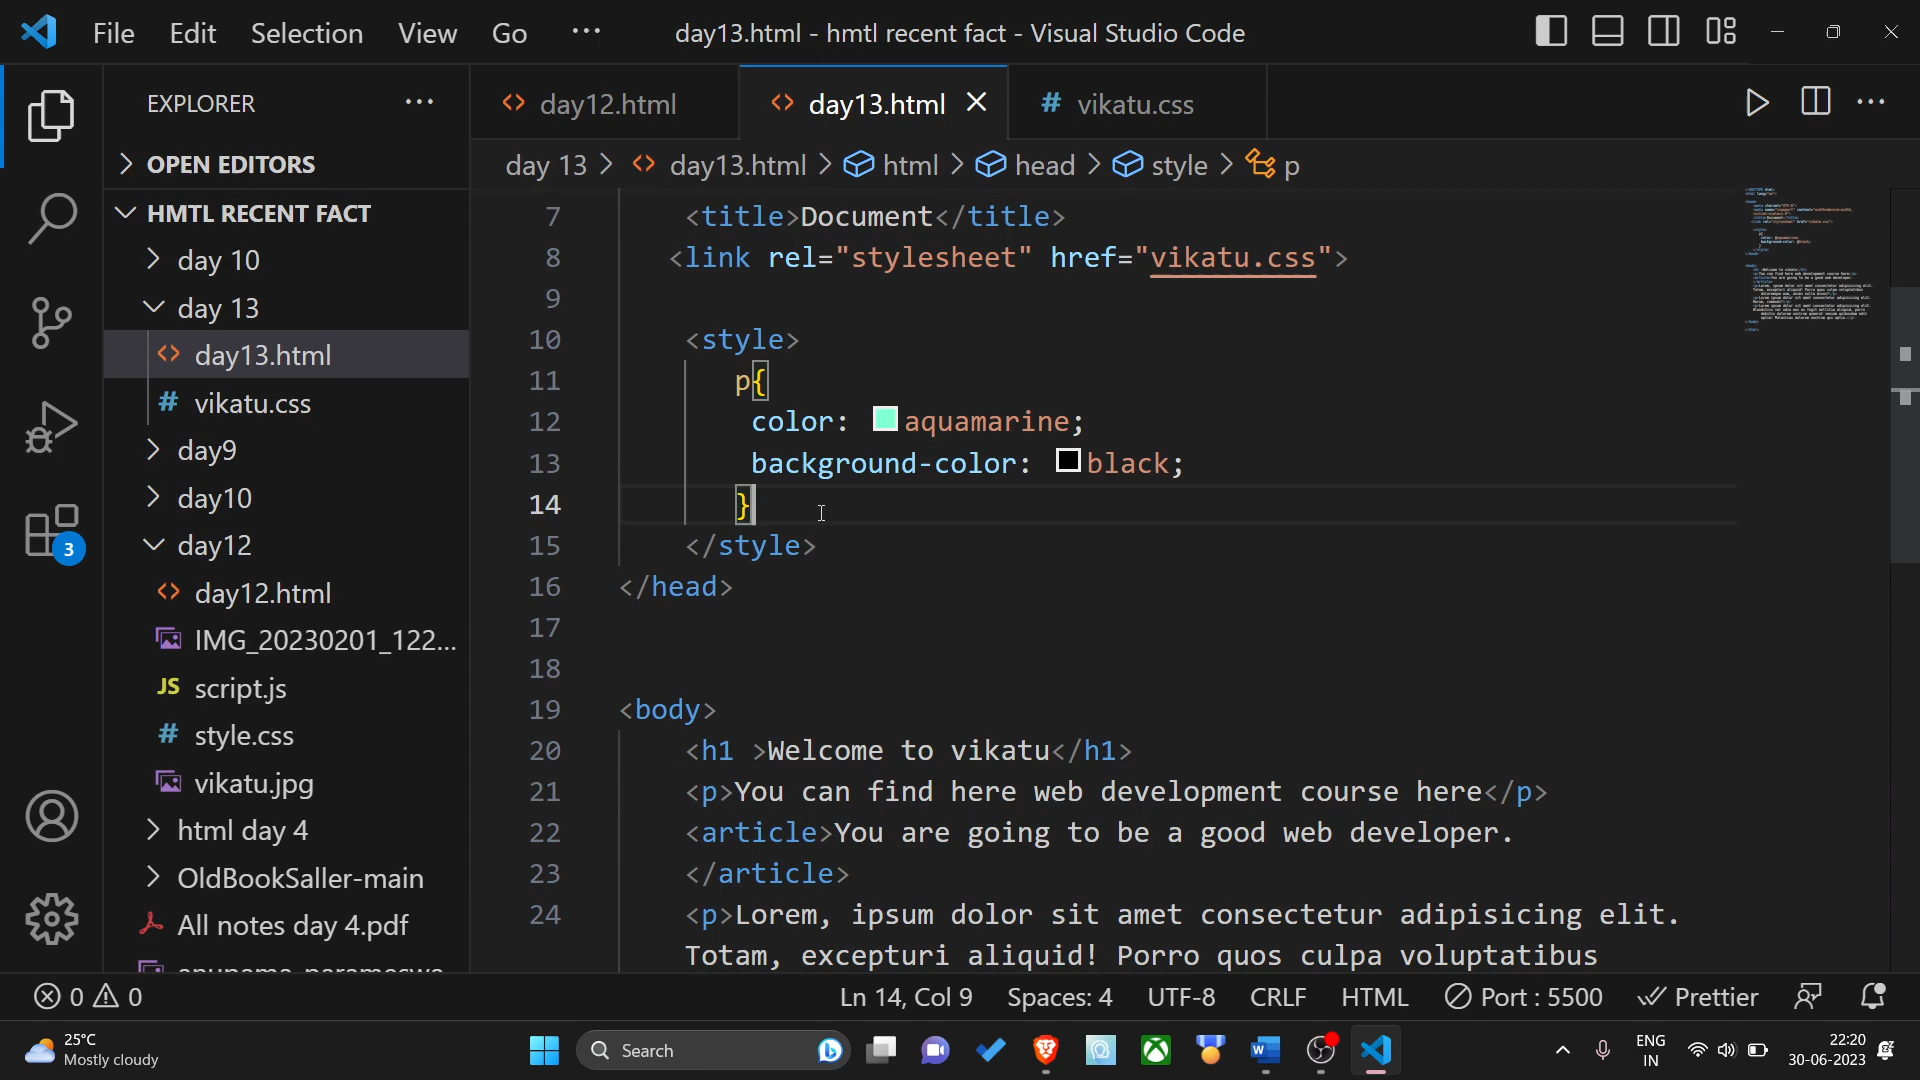 File Edit Selection View Go ··· day13.html - hmtl recent fact - Visual Studio Code
EXPLORER ···
OPEN EDITORS
HMTL RECENT FACT
day 10
day 13
day13.html
vikatu.css
day9
day10
day12
day12.html
IMG_20230201_122...
JS script.js
# style.css
vikatu.jpg
html day 4
OldBookSaller-main
All notes day 4.pdf
day12.html day13.html # vikatu.css
day 13 > day13.html > html > head > style > p
7 <title>Document</title>
8 <link rel="stylesheet" href="vikatu.css">
9
10 <style>
11 p{
12 color: aquamarine;
13 background-color: black;
14 }
15 </style>
16 </head>
17
18
19 <body>
20 <h1 >Welcome to vikatu</h1>
21 <p>You can find here web development course here</p>
22 <article>You are going to be a good web developer.
23 </article>
24 <p>Lorem, ipsum dolor sit amet consectetur adipisicing elit.
Totam, excepturi aliquid! Porro quos culpa voluptatibus
3
0 0 Ln 14, Col 9 Spaces: 4 UTF-8 CRLF HTML Port : 5500 Prettier
25°C
Mostly cloudy
Search
ENG
IN
22:20
30-06-2023